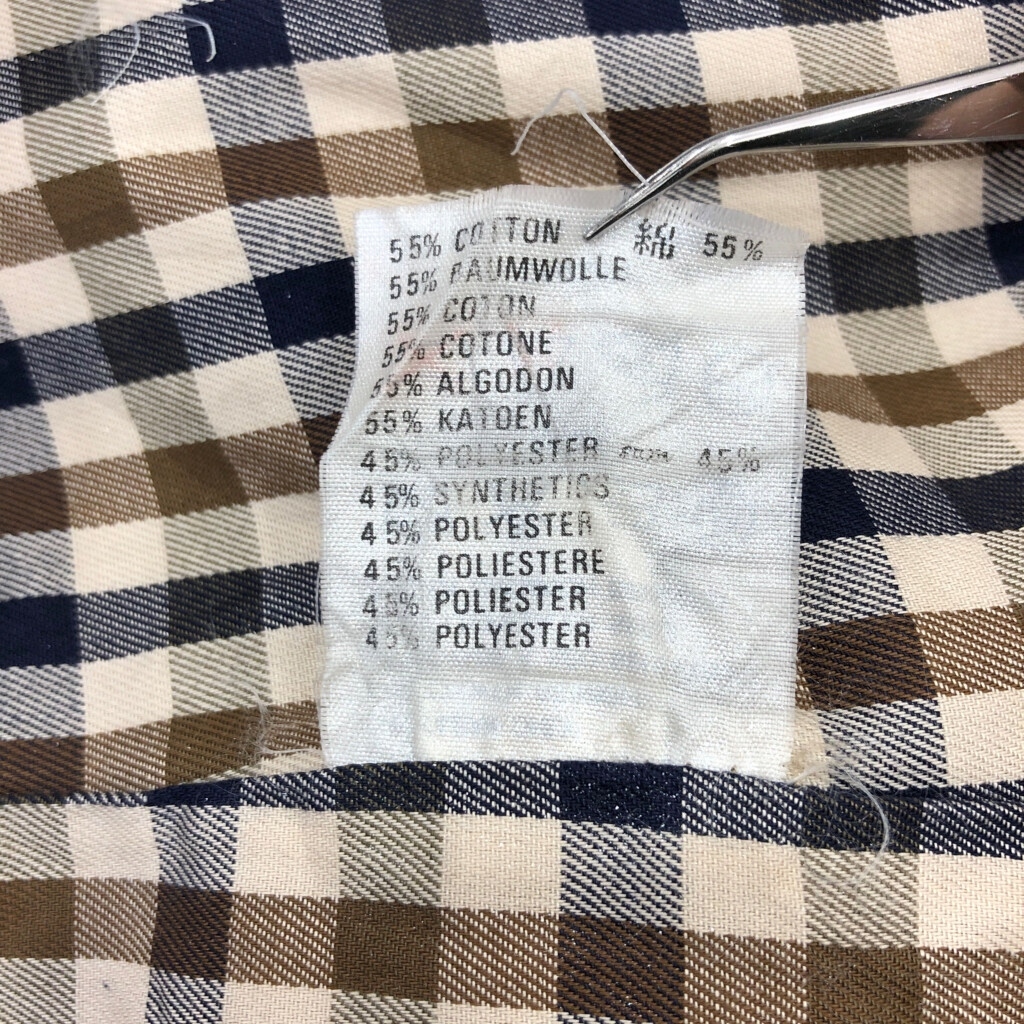 55% COTTON 綿 55%
55% BAUMWOLLE
55% COTON
55% COTONE
55% ALGODON
55% KATOEN
45% POLYESTER 45%
45% SYNTHETICS
45% POLYESTER
45% POLIESTERE
45% POLIESTER
45% POLYESTER